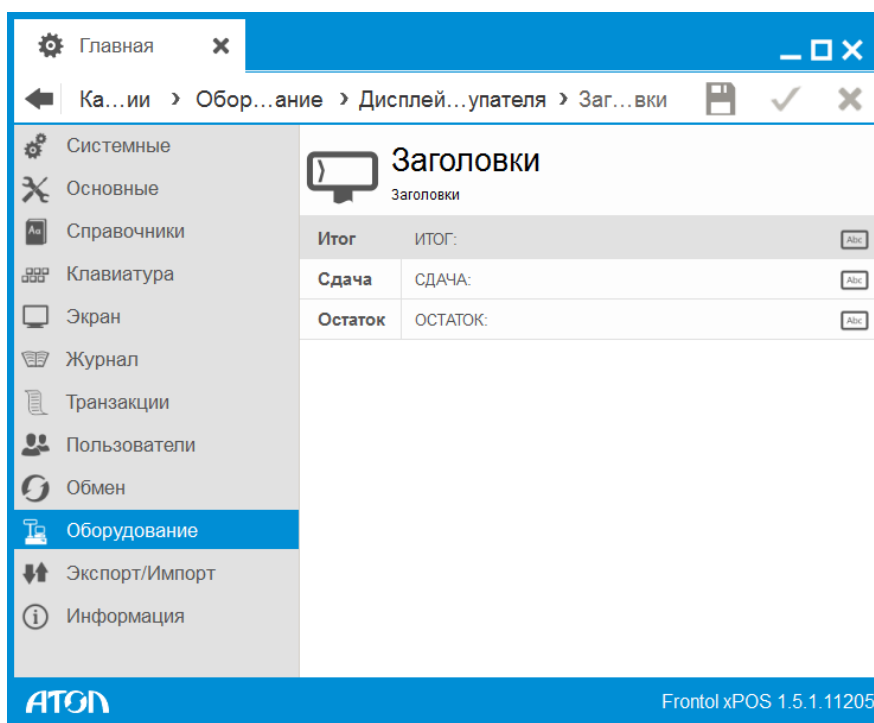 Главная
Ка...ии › Обор...ание › Дисплей...упателя › Заг...вки
Системные
Основные
Справочники
Клавиатура
Экран
Журнал
Транзакции
Пользователи
Обмен
Оборудование
Экспорт/Импорт
Информация
Заголовки
Заголовки
Итог ИТОГ: Abc
Сдача СДАЧА: Abc
Остаток ОСТАТОК: Abc
АТОЛ
Frontol xPOS 1.5.1.11205